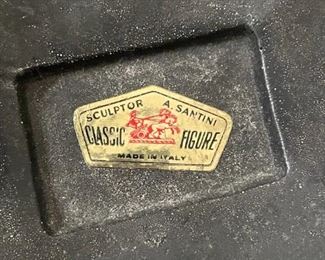 SCULPTOR A. SANTINI
CLASSIC FIGURE
MADE IN ITALY